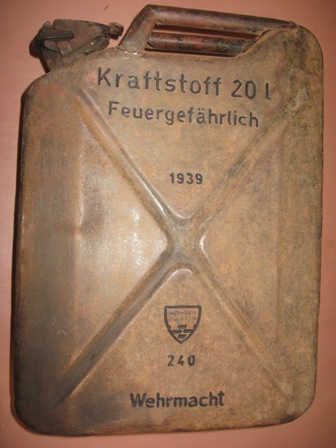 Kraftstoff 20 l
Feuergefährlich
1939
240
Wehrmacht